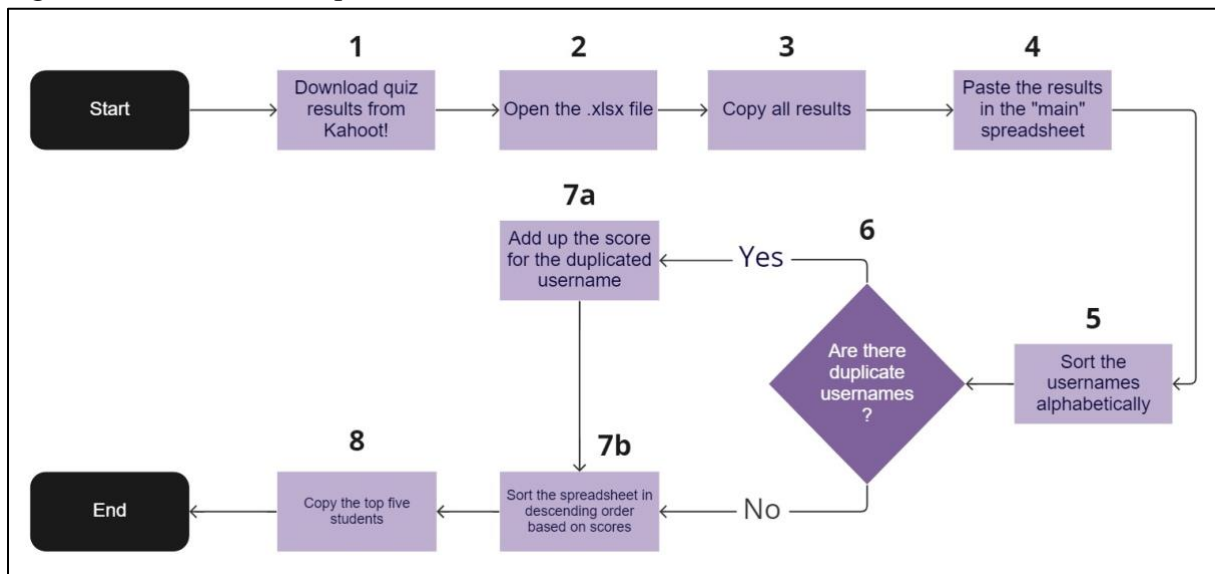 1
2
3
4
Start
Download quiz
results from
Kahoot!
Open the .xlsx file
Copy all results
Paste the results
in the "main"
spreadsheet
5
Sort the
usernames
alphabetically
6
Are there
duplicate
usernames
?
Yes
7a
Add up the score
for the duplicated
username
No
7b
Sort the spreadsheet in
descending order
based on scores
8
Copy the top five
students
End